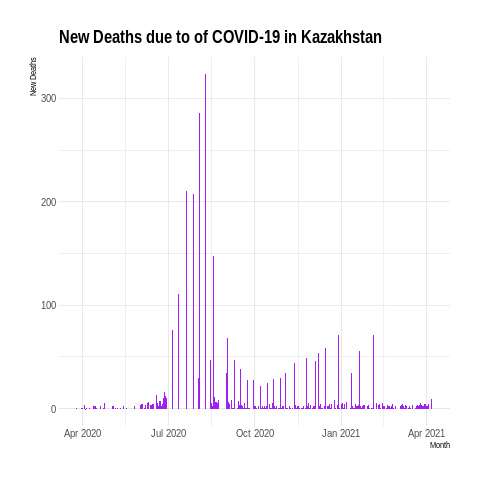 New Deaths due to of COVID-19 in Kazakhstan
New Deaths
300
200
100
0
Apr 2020 Jul 2020 Oct 2020 Jan 2021 Apr 2021
Month